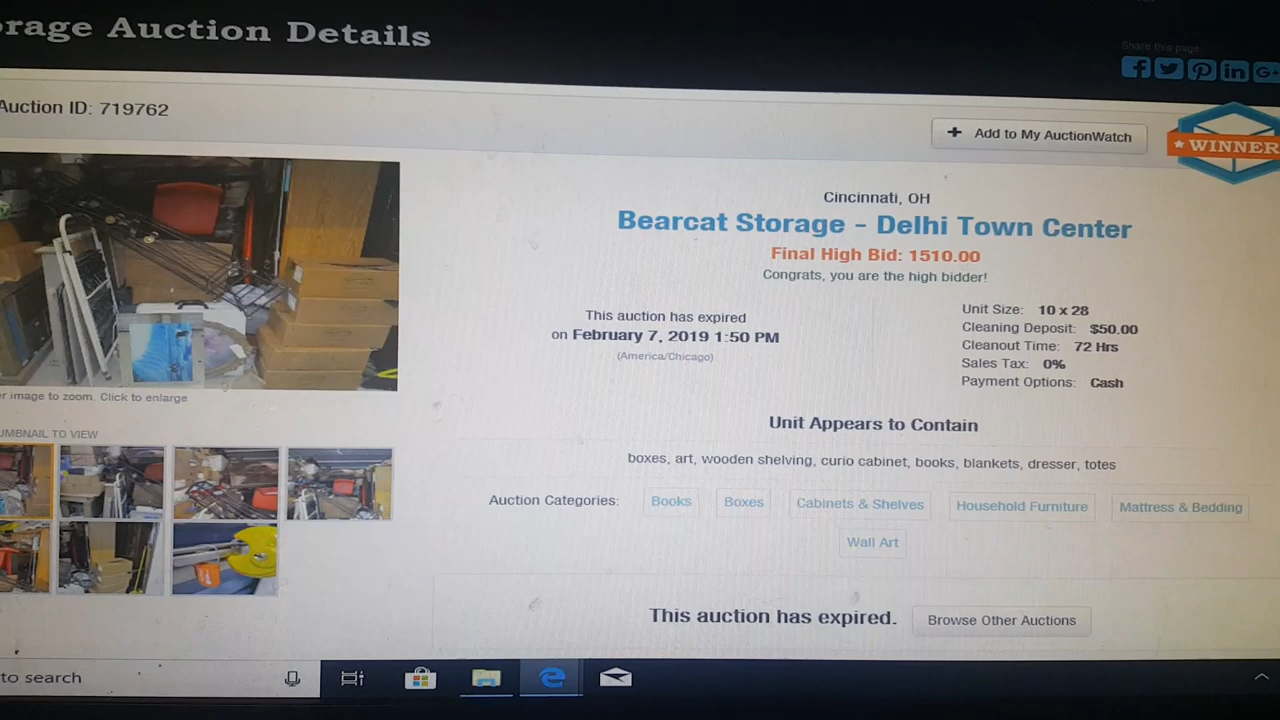 orage Auction Details
Share this page:
Auction ID: 719762
+ Add to My AuctionWatch
WINNER
Cincinnati, OH
Bearcat Storage - Delhi Town Center
Final High Bid: 1510.00
Congrats, you are the high bidder!
This auction has expired
on February 7, 2019 1:50 PM
(America/Chicago)
Unit Size: 10 x 28
Cleaning Deposit: $50.00
Cleanout Time: 72 Hrs
Sales Tax: 0%
Payment Options: Cash
er image to zoom. Click to enlarge
UMBNAIL TO VIEW
Unit Appears to Contain
boxes, art, wooden shelving, curio cabinet, books, blankets, dresser, totes
Auction Categories: Books Boxes Cabinets & Shelves Household Furniture Mattress & Bedding
Wall Art
This auction has expired. Browse Other Auctions
to search